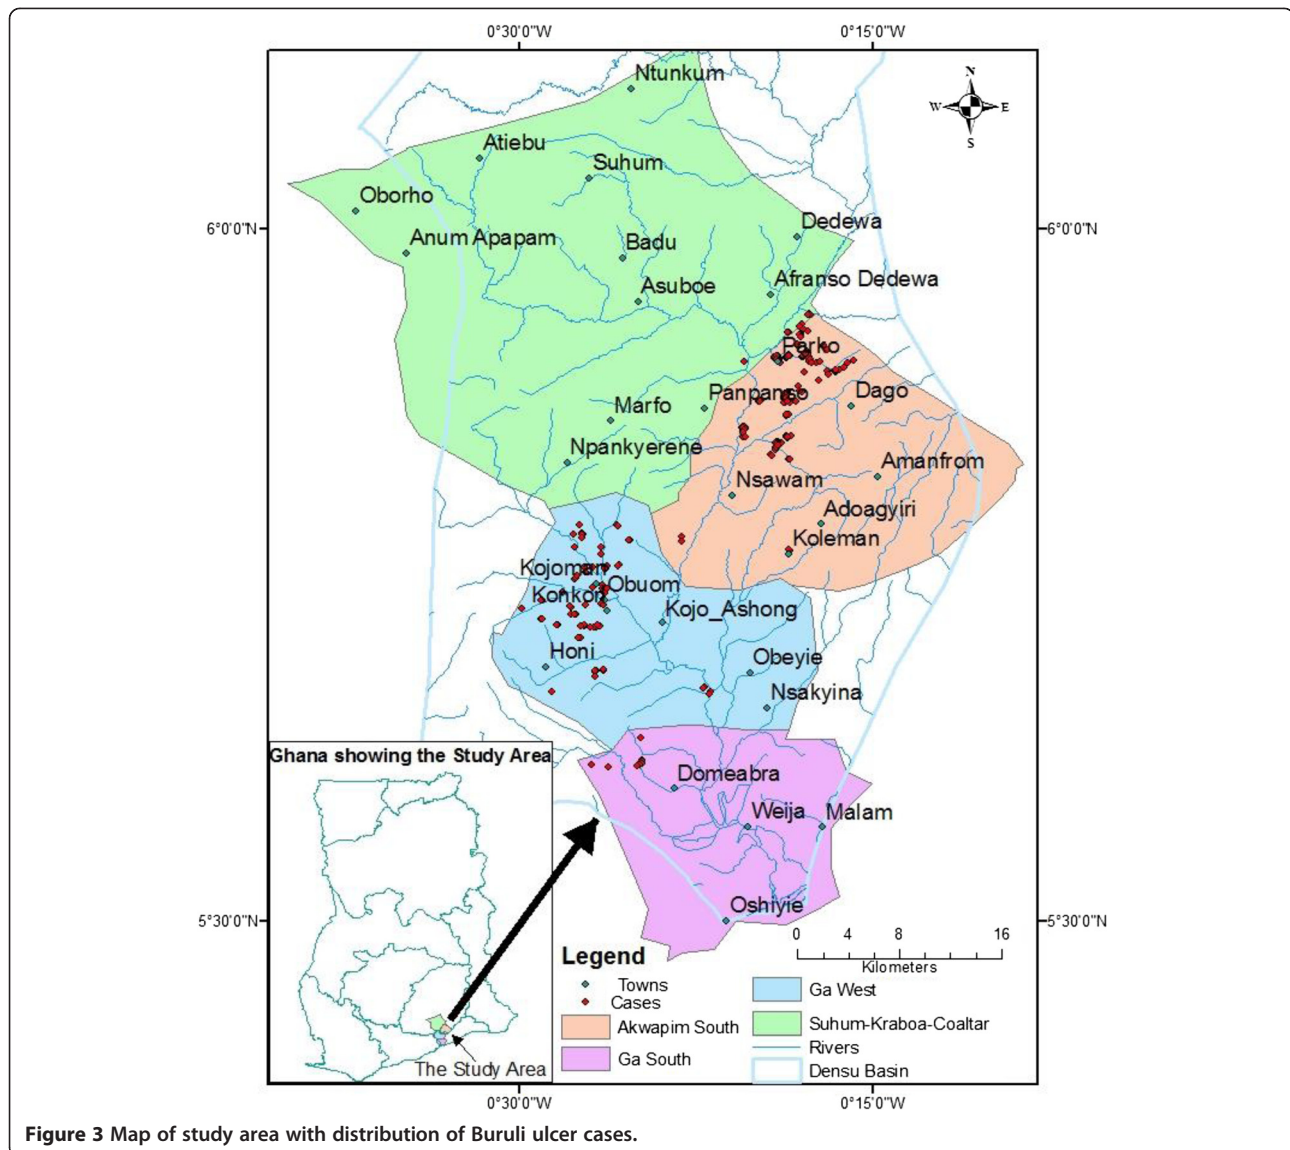 0°30'0"W 0°15'0"W
N
W E
S
Ntunkum
Atiebu
Suhum
Oborho
Dedewa
6°0'0"N 6°0'0"N
Anum Apapam
Badu
Afranso Dedewa
Asuboe
Parko
Panpanso
Dago
Marfo
Npankyerene
Amanfrom
Nsawam
Adoagyiri
Koleman
Kojoman
Obuom
Konkon
Kojo_Ashong
Honi
Obeyie
Nsakyina
Ghana showing the Study Area
Domeabra
Weija
Malam
Oshiyie
5°30'0"N 5°30'0"N
0 4 8 16
Kilometers
Legend
Towns
Cases
Akwapim South
Ga South
Ga West
Suhum-Kraboa-Coaltar
Rivers
Densu Basin
The Study Area
0°30'0"W 0°15'0"W
Figure 3 Map of study area with distribution of Buruli ulcer cases.